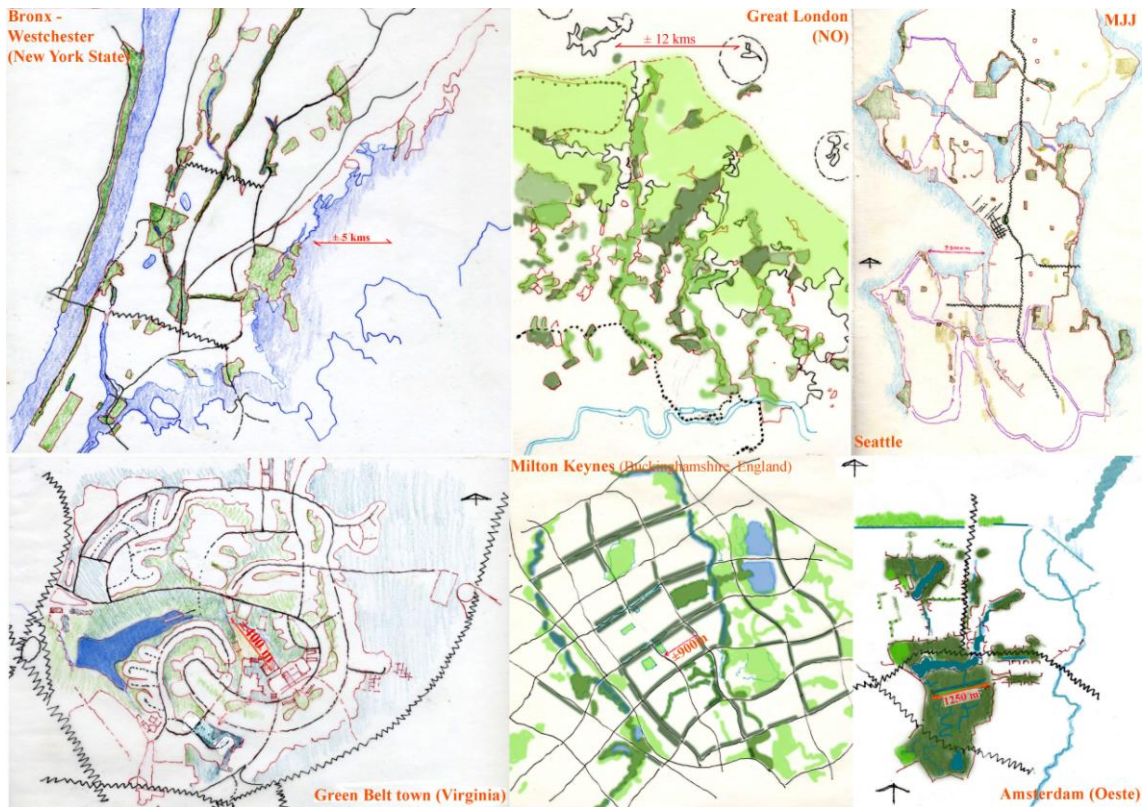 Bronx -
Westchester
(New York State)
± 5 kms
Great London
(NO)
± 12 kms
MJJ
Seattle
±400 m
Green Belt town (Virginia)
Milton Keynes (Buckinghamshire, England)
±900m
1250 m
Amsterdam (Oeste)